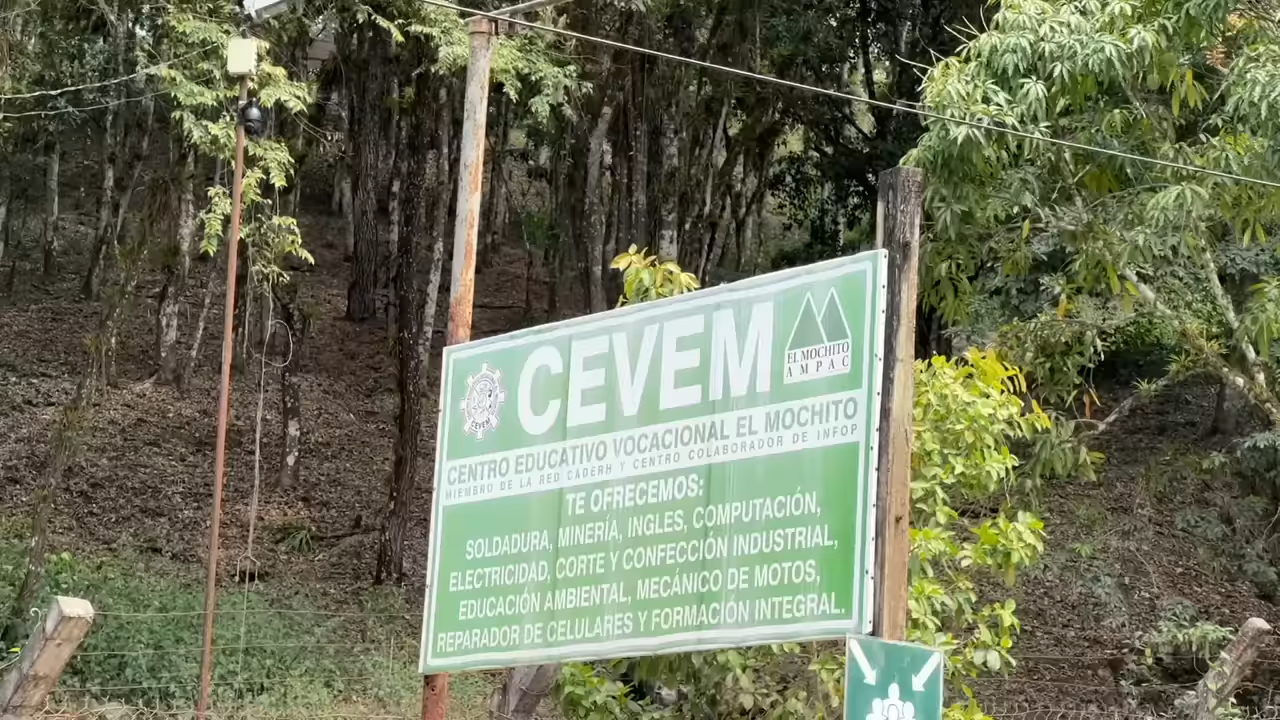 CEVEM
EL MOCHITO
AMPAC
CEVEM
CENTRO EDUCATIVO VOCACIONAL EL MOCHITO
MIEMBRO DE LA RED CADERH Y CENTRO COLABORADOR DE INFOP
TE OFRECEMOS:
SOLDADURA, MINERÍA, INGLES, COMPUTACIÓN,
ELECTRICIDAD, CORTE Y CONFECCIÓN INDUSTRIAL,
EDUCACIÓN AMBIENTAL, MECÁNICO DE MOTOS,
REPARADOR DE CELULARES Y FORMACIÓN INTEGRAL.